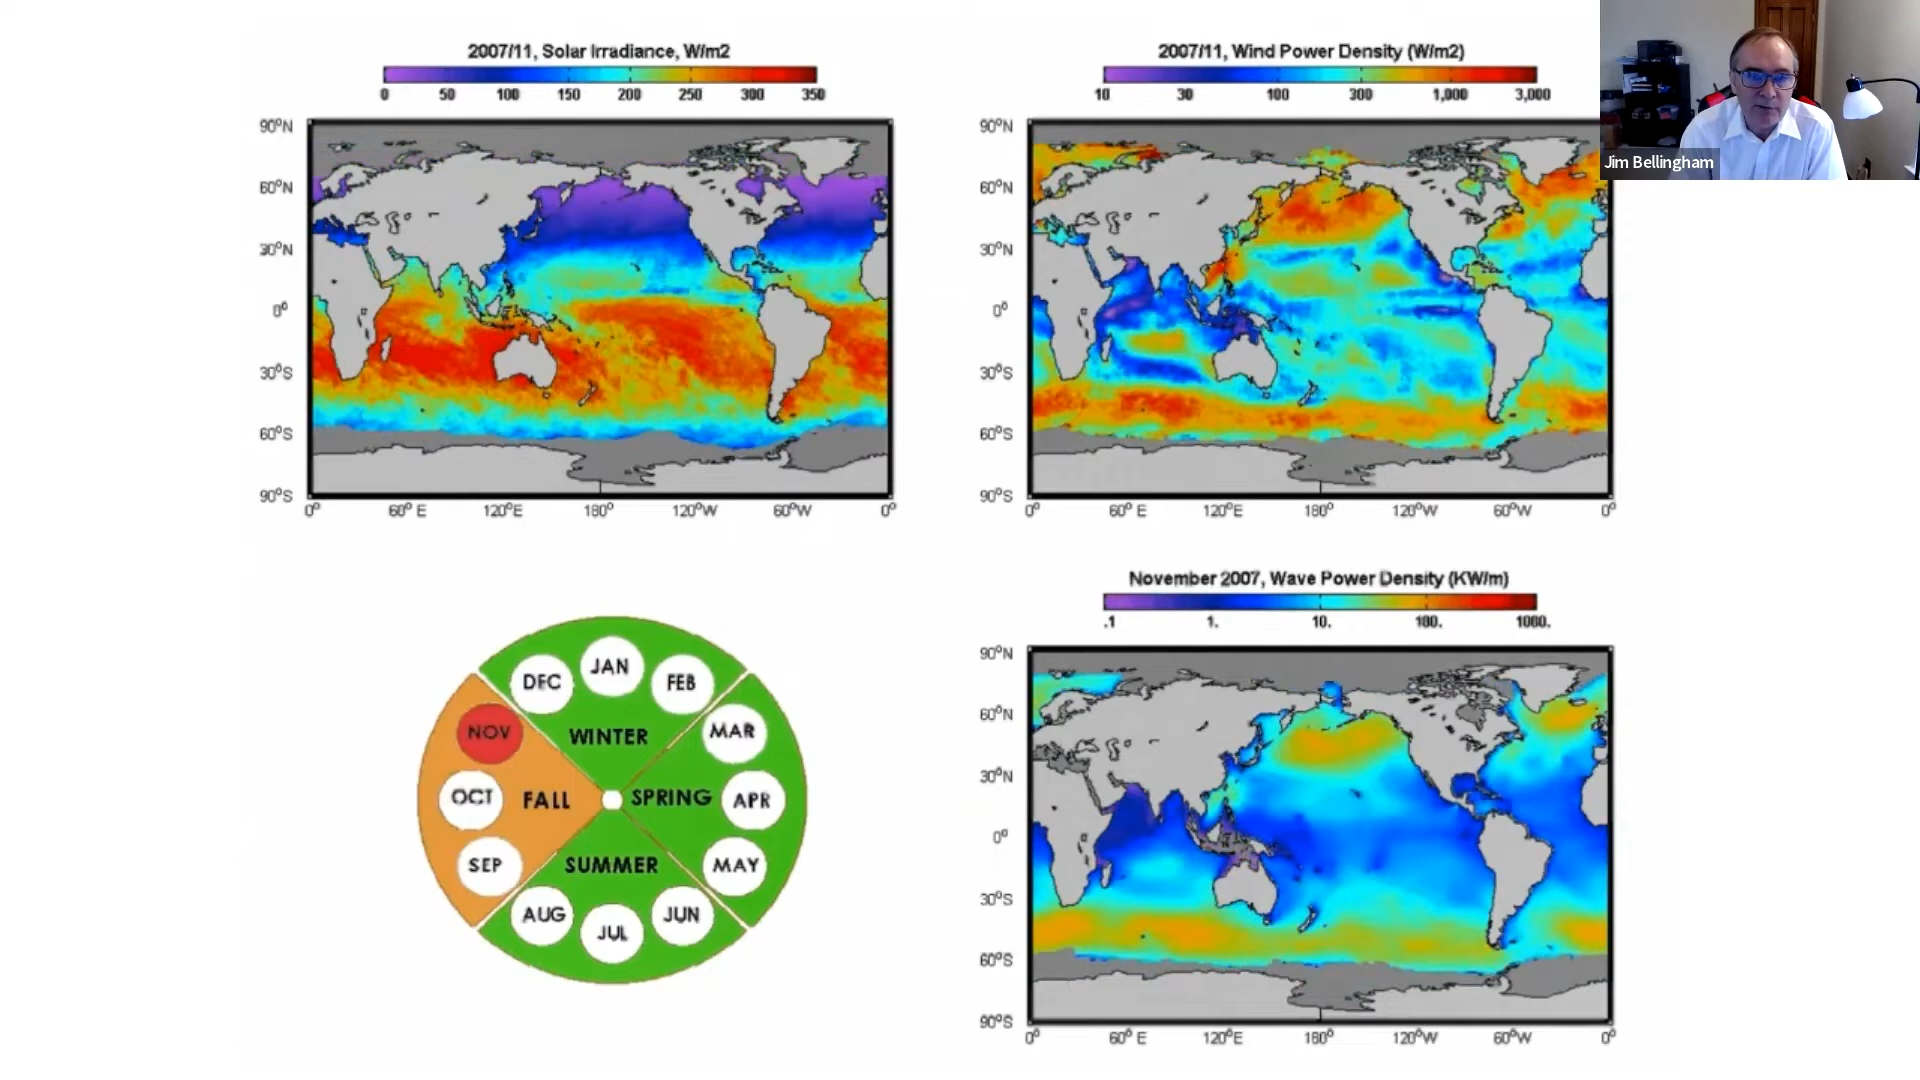 2007/11, Solar Irradiance, W/m2
0 50 100 150 200 250 300 350
90°N
60°N
30°N
0°
30°S
60°S
90°S
0° 60° E 120°E 180° 120°W 60°W 0°
2007/11, Wind Power Density (W/m2)
10 30 100 300 1,000 3,000
90°N
60°N
30°N
0°
30°S
60°S
90°S
0° 60° E 120°E 180° 120°W 60°W 0°
Jim Bellingham
DEC JAN FEB
NOV WINTER MAR
OCT FALL SPRING APR
SEP SUMMER MAY
AUG JUL JUN
November 2007, Wave Power Density (KW/m)
.1 1. 10. 100. 1000.
90°N
60°N
30°N
0°
30°S
60°S
90°S
0° 60° E 120°E 180° 120°W 60°W 0°